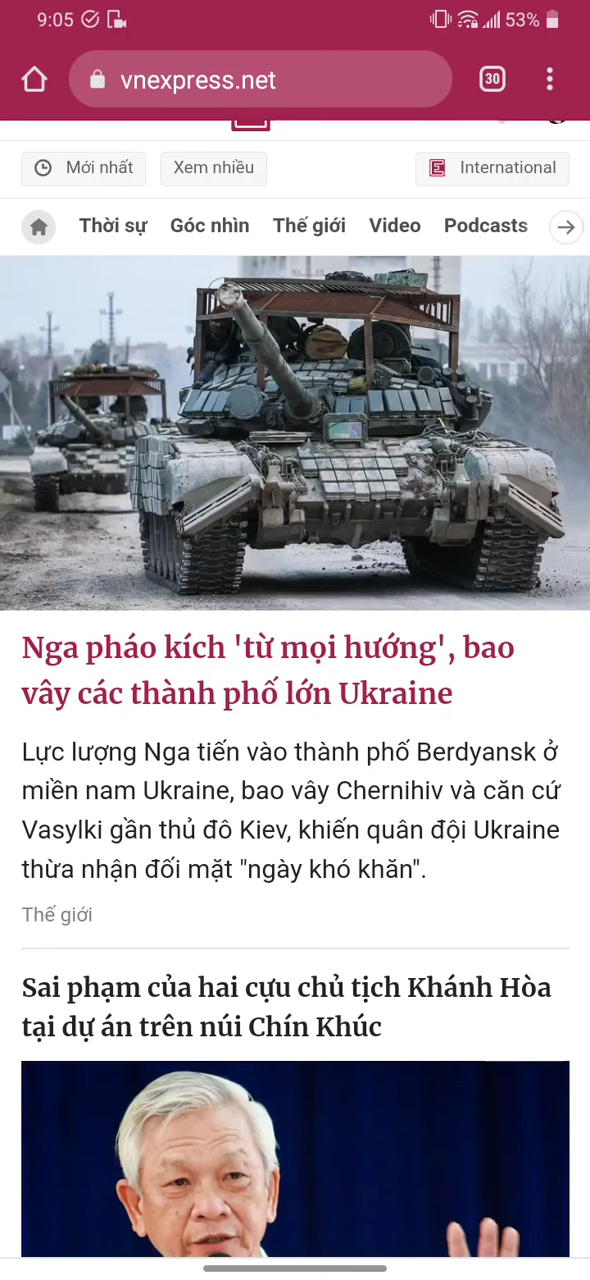 9:05
53%
vnexpress.net
30
Mới nhất
Xem nhiều
International
Thời sự
Góc nhìn
Thế giới
Video
Podcasts
Nga pháo kích 'từ mọi hướng', bao
vây các thành phố lớn Ukraine
Lực lượng Nga tiến vào thành phố Berdyansk ở
miền nam Ukraine, bao vây Chernihiv và căn cứ
Vasylki gần thủ đô Kiev, khiến quân đội Ukraine
thừa nhận đối mặt "ngày khó khăn".
Thế giới
Sai phạm của hai cựu chủ tịch Khánh Hòa
tại dự án trên núi Chín Khúc